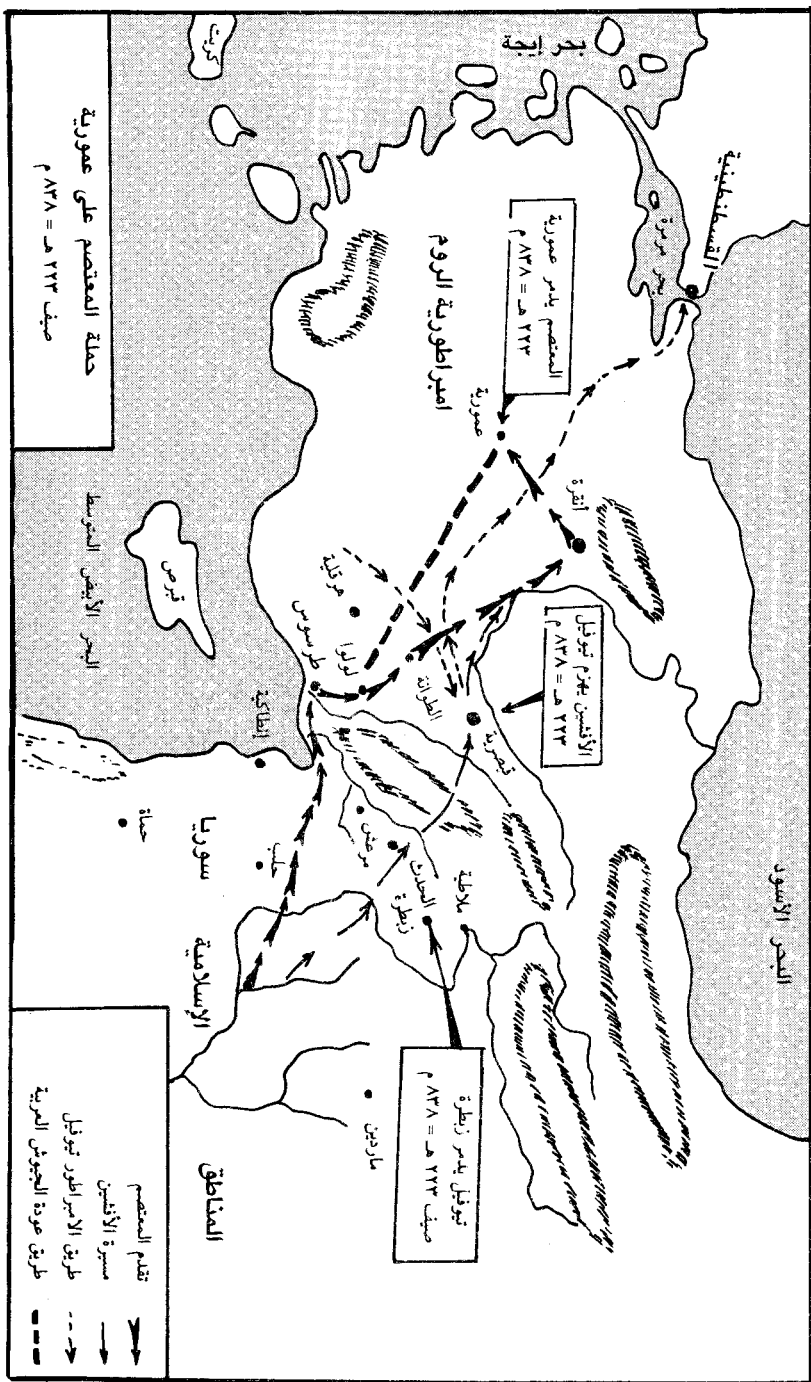 حملة المعتصم على عمورية
صيف ٢٢٣ هـ = ٨٣٨ م
كريت
بحر إيجة
القسطنطينية
بحر مرمرة
البحر الأسود
المعتصم يدمر عمورية
٢٢٣ هـ = ٨٣٨ م
امبراطورية الروم
عمورية
أنقرة
الأفشين يهزم تيوفيل
٢٢٣ هـ = ٨٣٨ م
هرقلية
لولوا
طرسوس
الطوانة
قيصرية
قبرص
البحر الأبيض المتوسط
إنطاكية
حماة
حلب
سوريا
مرعش
الحدث
زبطرة
ملاطية
تيوفيل يدمر زبطرة
صيف ٢٢٣ هـ = ٨٣٨ م
ماردين
المناطق
الإسلامية
تقدم المعتصم
مسيرة الأفشين
طريق الامبراطور تيوفيل
طريق عودة الجيوش العربية